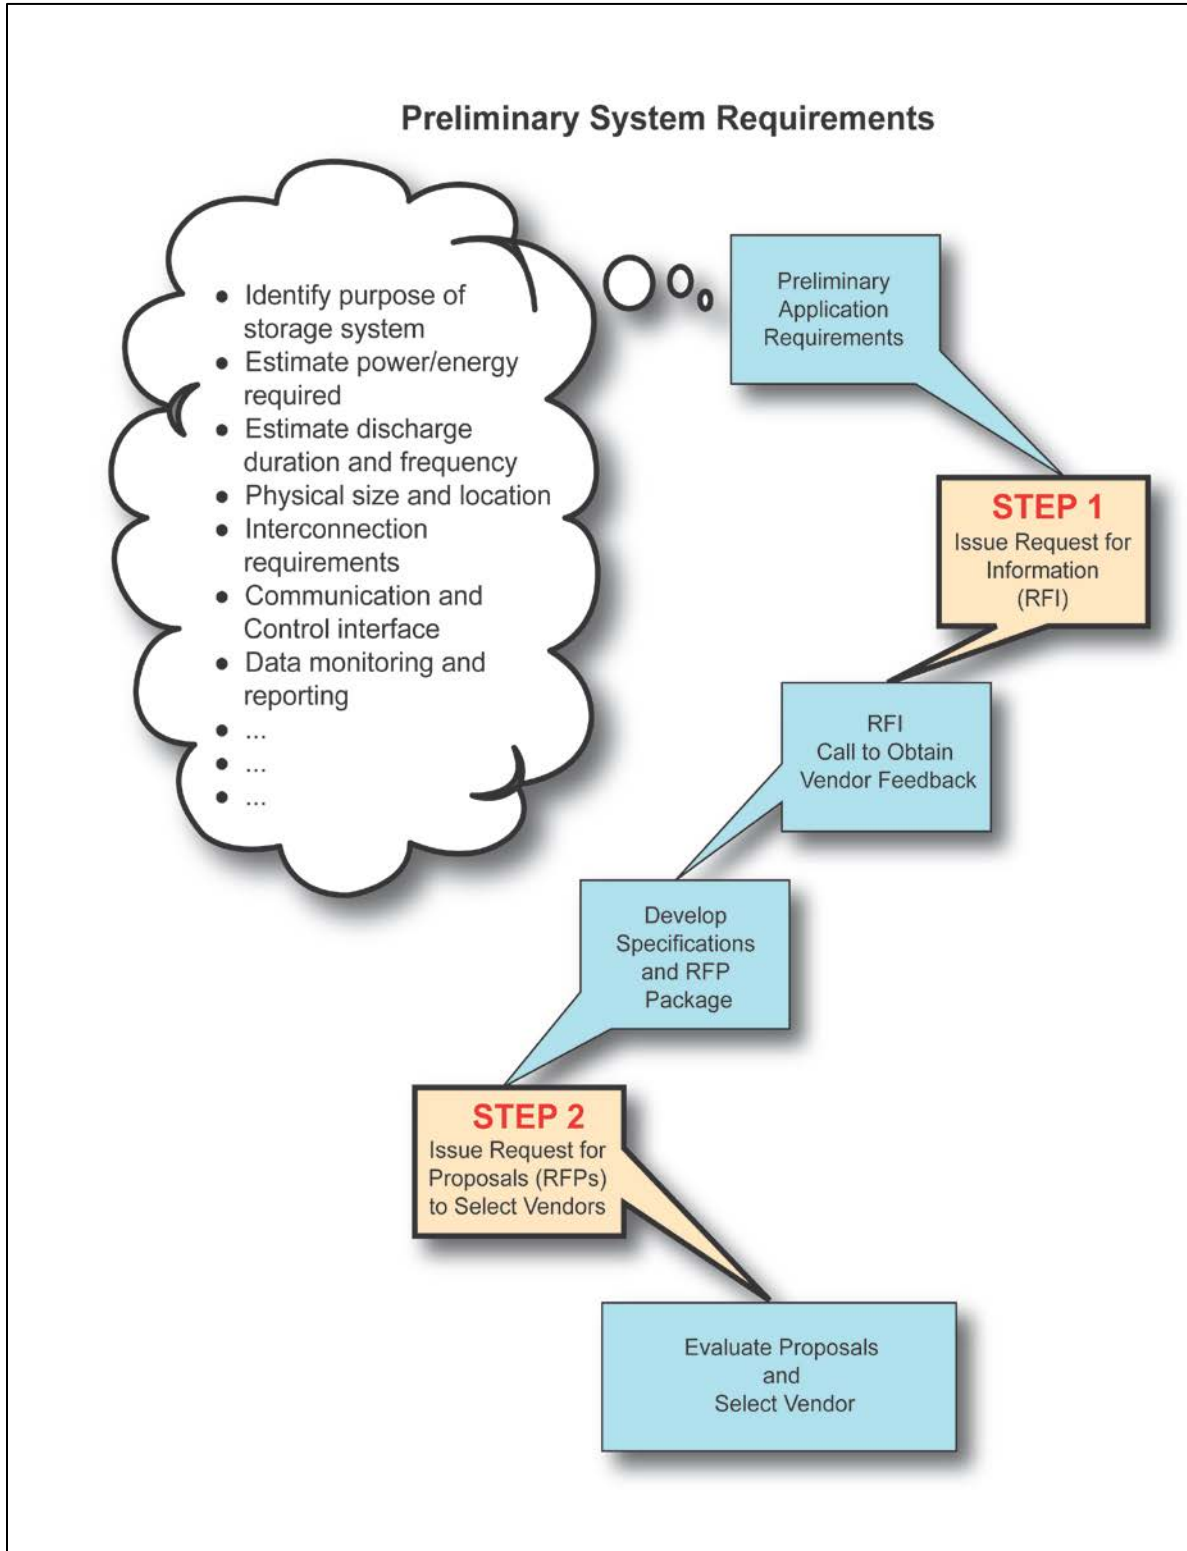 Preliminary System Requirements
● Identify purpose of
storage system
● Estimate power/energy
required
● Estimate discharge
duration and frequency
● Physical size and location
● Interconnection
requirements
● Communication and
Control interface
● Data monitoring and
reporting
● ...
● ...
● ...
Preliminary
Application
Requirements
STEP 1
Issue Request for
Information
(RFI)
RFI
Call to Obtain
Vendor Feedback
Develop
Specifications
and RFP
Package
STEP 2
Issue Request for
Proposals (RFPs)
to Select Vendors
Evaluate Proposals
and
Select Vendor